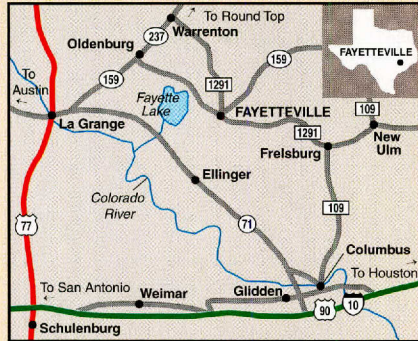 To Round Top
237
Warrenton
Oldenburg
159
FAYETTEVILLE
To
Austin
159
1291
Fayette
Lake
FAYETTEVILLE
109
La Grange
1291
New
Ulm
Frelsburg
Ellinger
Colorado
River
71
109
77
Columbus
To Houston
To San Antonio
Weimar
Glidden
90
10
Schulenburg